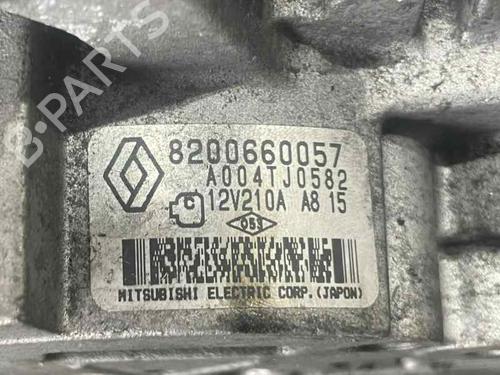 B-PARTS
8200660057
A004TJ0582
12V210A A8 15
MITSUBISHI ELECTRIC CORP.(JAPON)